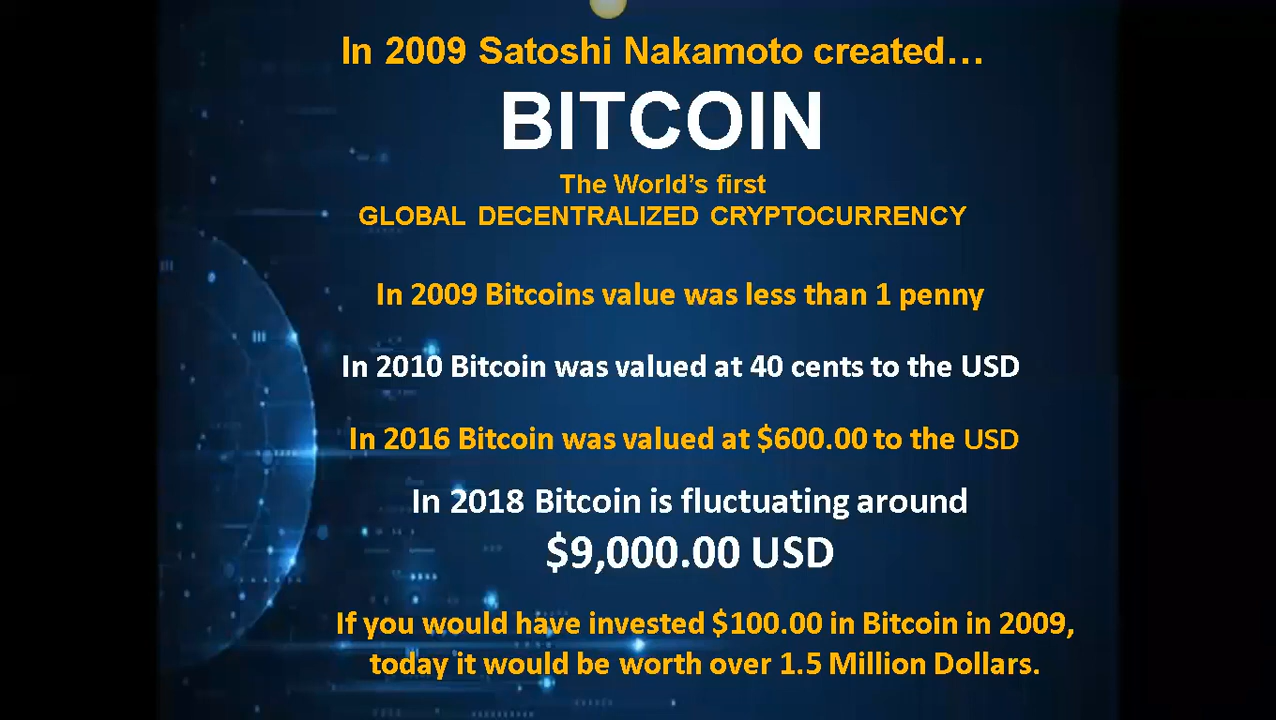 In 2009 Satoshi Nakamoto created...
BITCOIN
The World's first
GLOBAL DECENTRALIZED CRYPTOCURRENCY
In 2009 Bitcoins value was less than 1 penny
In 2010 Bitcoin was valued at 40 cents to the USD
In 2016 Bitcoin was valued at $600.00 to the USD
In 2018 Bitcoin is fluctuating around
$9,000.00 USD
If you would have invested $100.00 in Bitcoin in 2009,
today it would be worth over 1.5 Million Dollars.